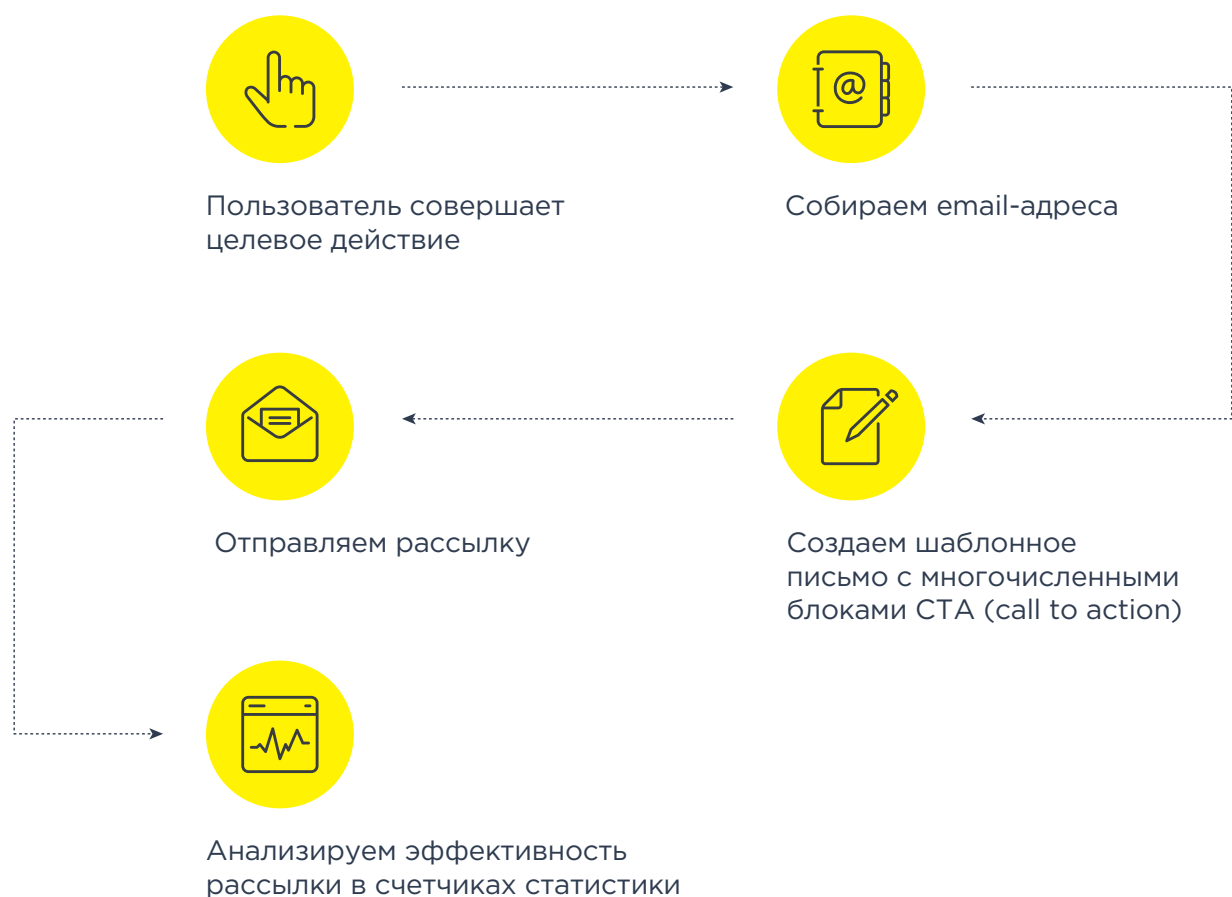 @
Пользователь совершает
целевое действие
Собираем email-адреса
Создаем шаблонное
письмо с многочисленными
блоками CTA (call to action)
Отправляем рассылку
Анализируем эффективность
рассылки в счетчиках статистики